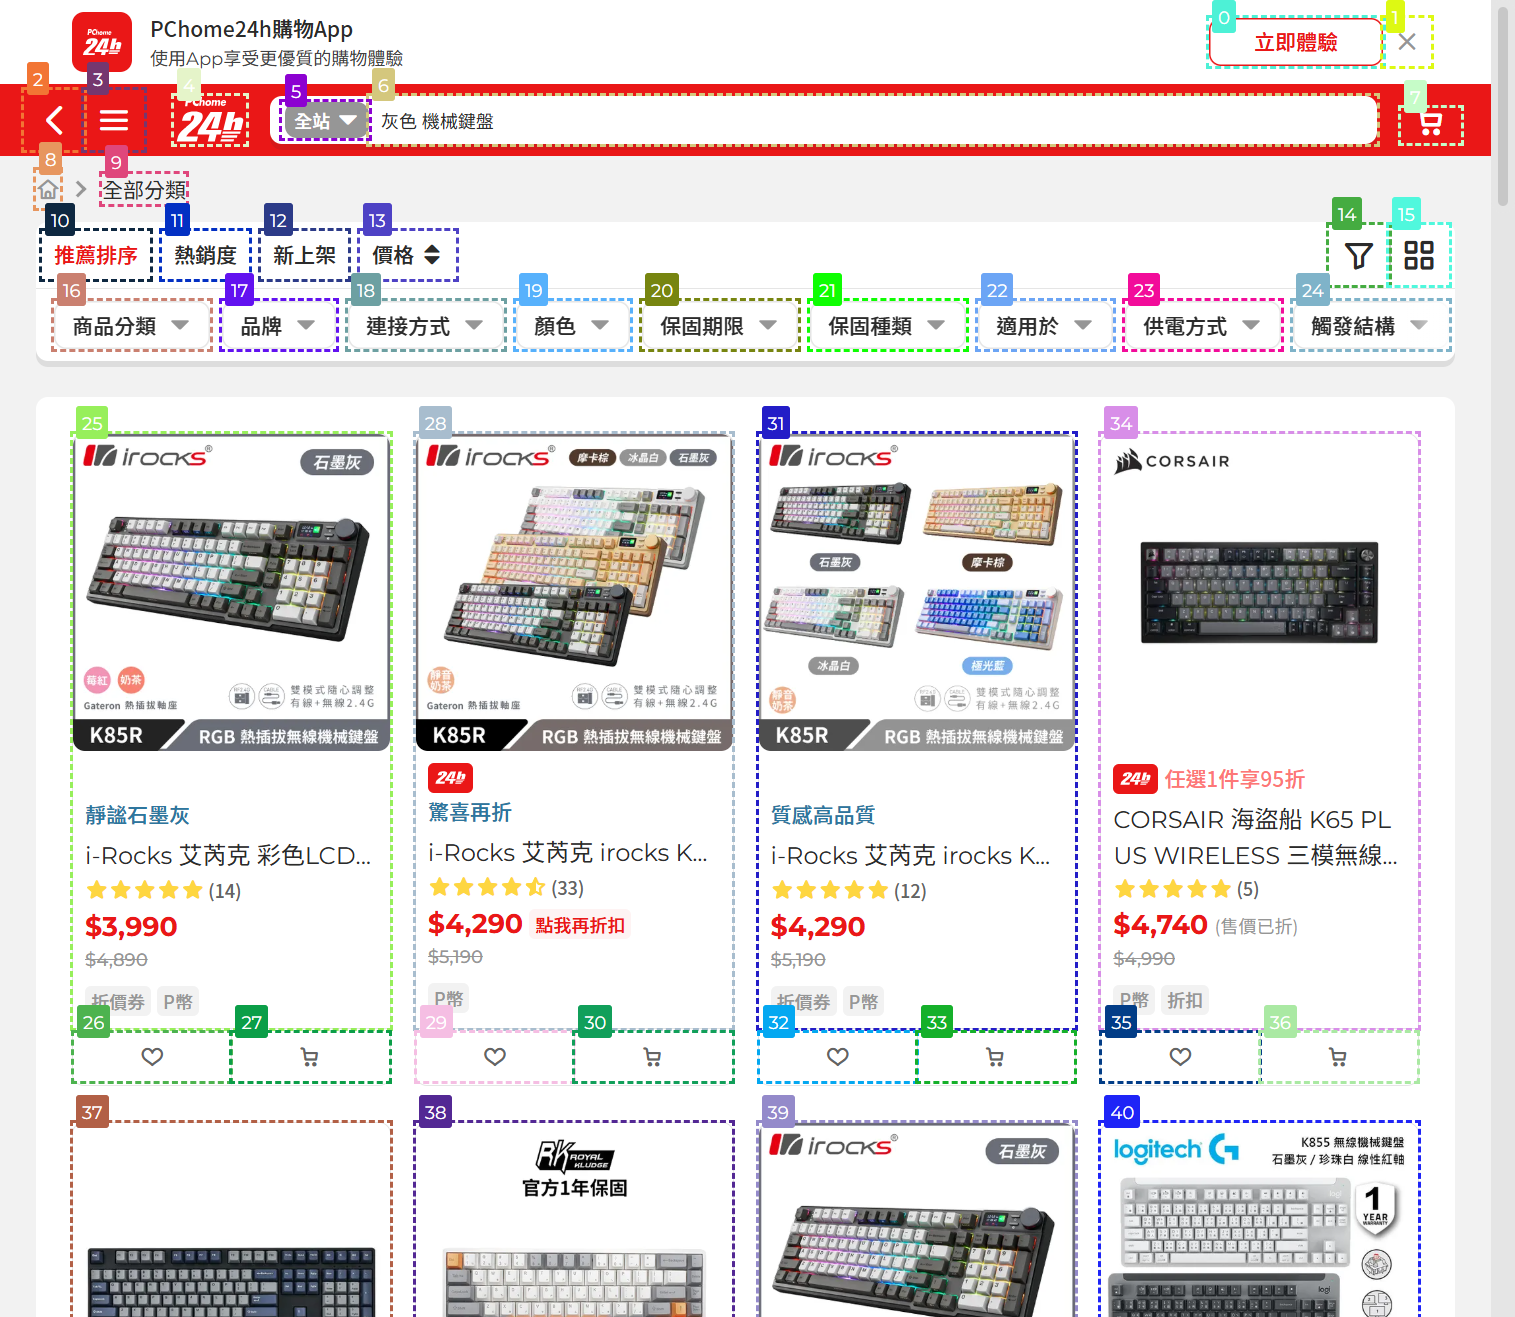 PChome24h購物App
使用App享受更優質的購物體驗
立即體驗
PChome
24h
全站
灰色 機械鍵盤
全部分類
推薦排序
熱銷度
新上架
價格
商品分類
品牌
連接方式
顏色
保固期限
保固種類
適用於
供電方式
觸發結構
irocks
石墨灰
莓紅 奶茶
Gateron 熱插拔軸座
雙模式隨心調整
有線+無線2.4G
K85R
RGB 熱插拔無線機械鍵盤
靜謐石墨灰
i-Rocks 艾芮克 彩色LCD...
(14)
$3,990
$4,890
折價券 P幣
irocks
摩卡棕 冰晶白 石墨灰
靜音奶茶
Gateron 熱插拔軸座
雙模式隨心調整
有線+無線2.4G
K85R
RGB 熱插拔無線機械鍵盤
24h
驚喜再折
i-Rocks 艾芮克 irocks K...
(33)
$4,290 點我再折扣
$5,190
P幣
irocks
石墨灰
摩卡棕
冰晶白
極光藍
靜音奶茶
雙模式隨心調整
有線+無線2.4G
K85R
RGB 熱插拔無線機械鍵盤
質感高品質
i-Rocks 艾芮克 irocks K...
(12)
$4,290
$5,190
折價券 P幣
CORSAIR
24h 任選1件享95折
CORSAIR 海盜船 K65 PL
US WIRELESS 三模無線...
(5)
$4,740 (售價已折)
$4,990
P幣 折扣
RK ROYAL KLUDGE
官方1年保固
irocks
石墨灰
logitech G
K855 無線機械鍵盤
石墨灰 / 珍珠白 線性紅軸
1
YEAR
WARRANTY
0
1
2
3
4
5
6
7
8
9
10
11
12
13
14
15
16
17
18
19
20
21
22
23
24
25
26
27
28
29
30
31
32
33
34
35
36
37
38
39
40